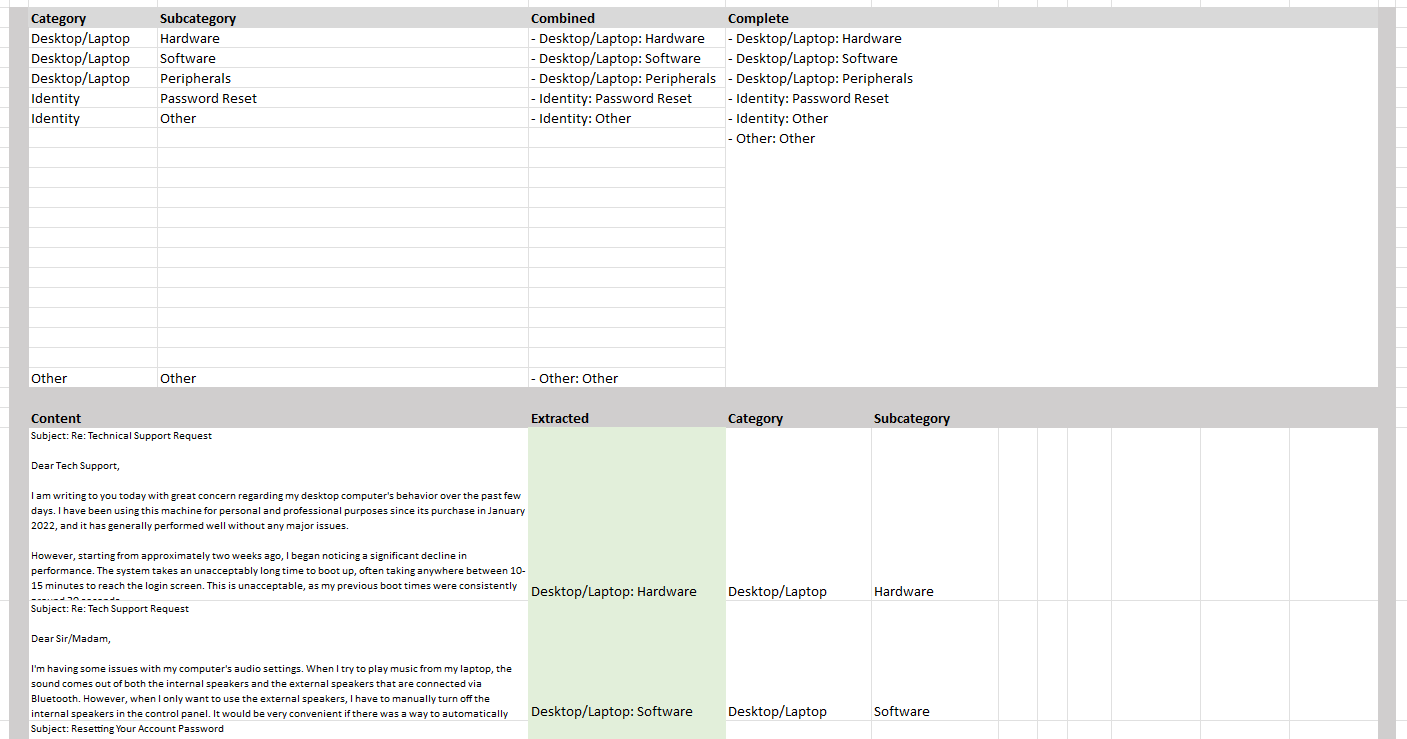 Category Subcategory Combined Complete
Desktop/Laptop Hardware - Desktop/Laptop: Hardware - Desktop/Laptop: Hardware
Desktop/Laptop Software - Desktop/Laptop: Software - Desktop/Laptop: Software
Desktop/Laptop Peripherals - Desktop/Laptop: Peripherals - Desktop/Laptop: Peripherals
Identity Password Reset - Identity: Password Reset - Identity: Password Reset
Identity Other - Identity: Other - Identity: Other
- Other: Other
Other Other - Other: Other
Content Extracted Category Subcategory
Subject: Re: Technical Support Request
Dear Tech Support,
I am writing to you today with great concern regarding my desktop computer's behavior over the past few
days. I have been using this machine for personal and professional purposes since its purchase in January
2022, and it has generally performed well without any major issues.
However, starting from approximately two weeks ago, I began noticing a significant decline in
performance. The system takes an unacceptably long time to boot up, often taking anywhere between 10-
15 minutes to reach the login screen. This is unacceptable, as my previous boot times were consistently
Desktop/Laptop: Hardware Desktop/Laptop Hardware
Subject: Re: Tech Support Request
Dear Sir/Madam,
I'm having some issues with my computer's audio settings. When I try to play music from my laptop, the
sound comes out of both the internal speakers and the external speakers that are connected via
Bluetooth. However, when I only want to use the external speakers, I have to manually turn off the
internal speakers in the control panel. It would be very convenient if there was a way to automatically
Desktop/Laptop: Software Desktop/Laptop Software
Subject: Resetting Your Account Password